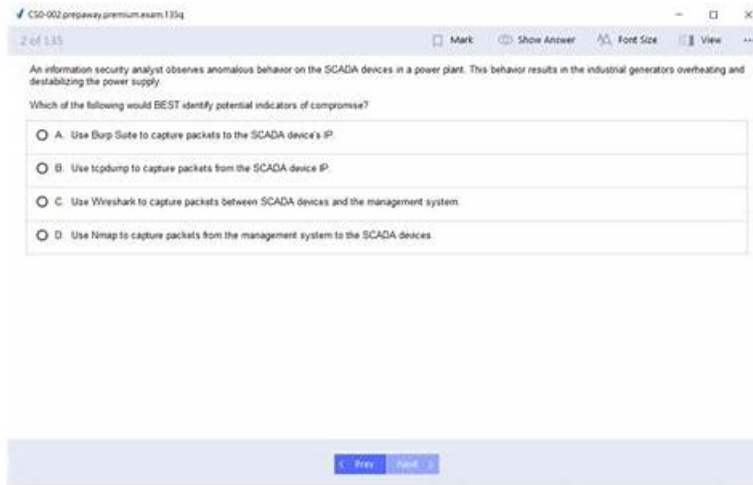 CS0-002.prepaway.premium.exam.135q
2 of 135
Mark
Show Answer
Font Size
View
An information security analyst observes anomalous behavior on the SCADA devices in a power plant. This behavior results in the industrial generators overheating and
destabilizing the power supply.
Which of the following would BEST identify potential indicators of compromise?
A. Use Burp Suite to capture packets to the SCADA device's IP.
B. Use tcpdump to capture packets from the SCADA device IP.
C. Use Wireshark to capture packets between SCADA devices and the management system.
D. Use Nmap to capture packets from the management system to the SCADA devices.
Prev
Next